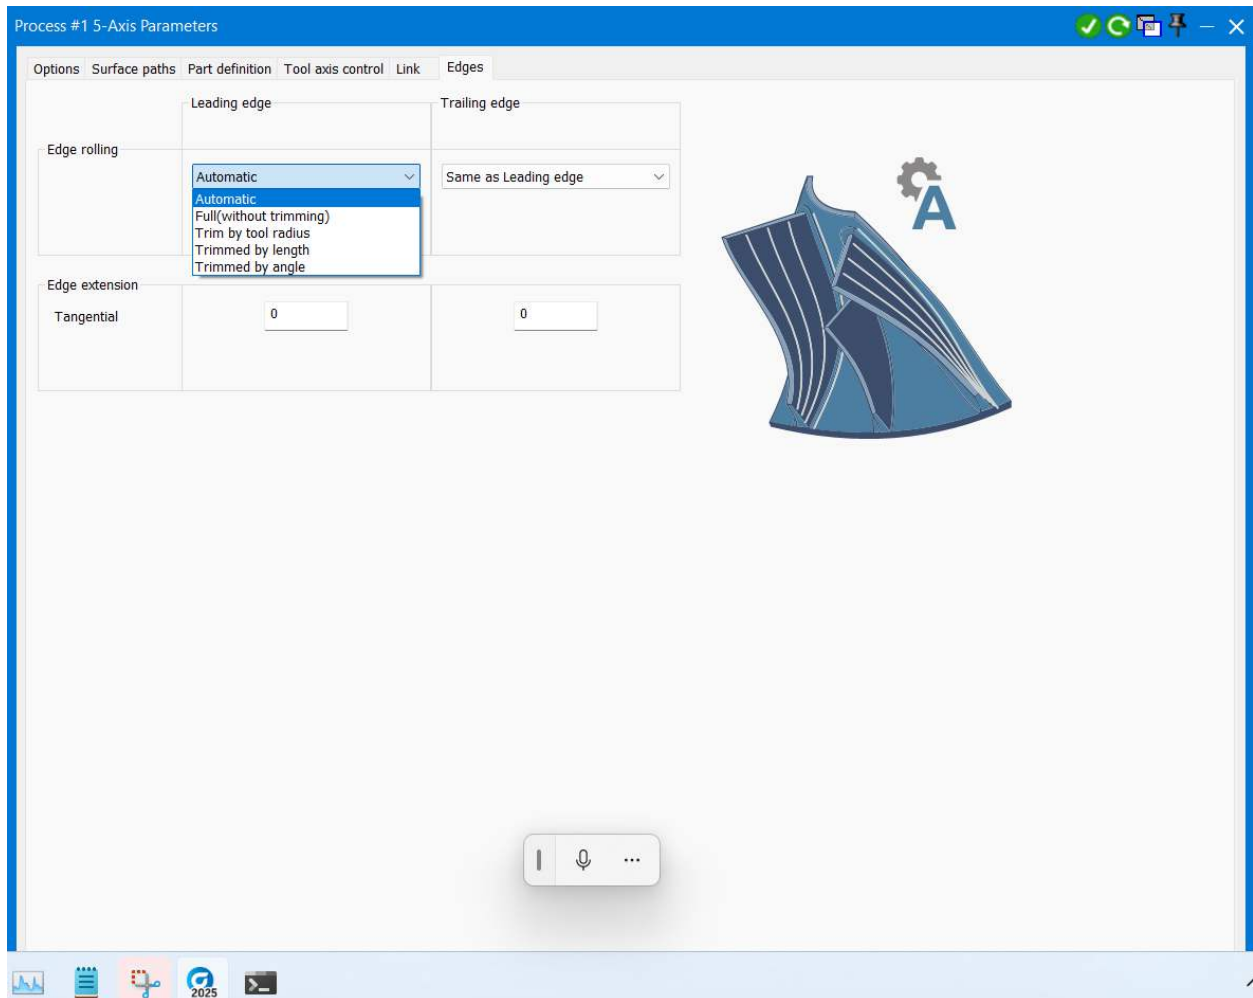 Process #1 5-Axis Parameters
Options Surface paths Part definition Tool axis control Link Edges
Leading edge Trailing edge
Edge rolling
Automatic Same as Leading edge
Automatic
Full(without trimming)
Trim by tool radius
Trimmed by length
Trimmed by angle
Edge extension
Tangential 0 0
A
2025